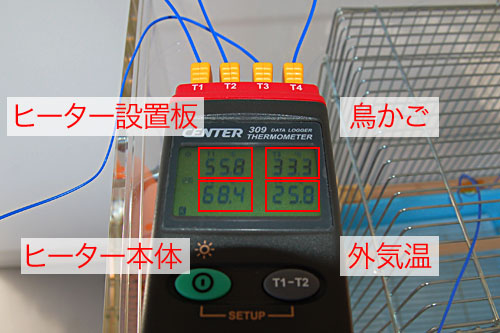 T1 T2 T3 T4
ヒーター設置板
鳥かご
CENTER 309 DATA LOGGER
THERMOMETER
55.8 33.3
68.4 25.8
ヒーター本体
外気温
T1-T2
SETUP